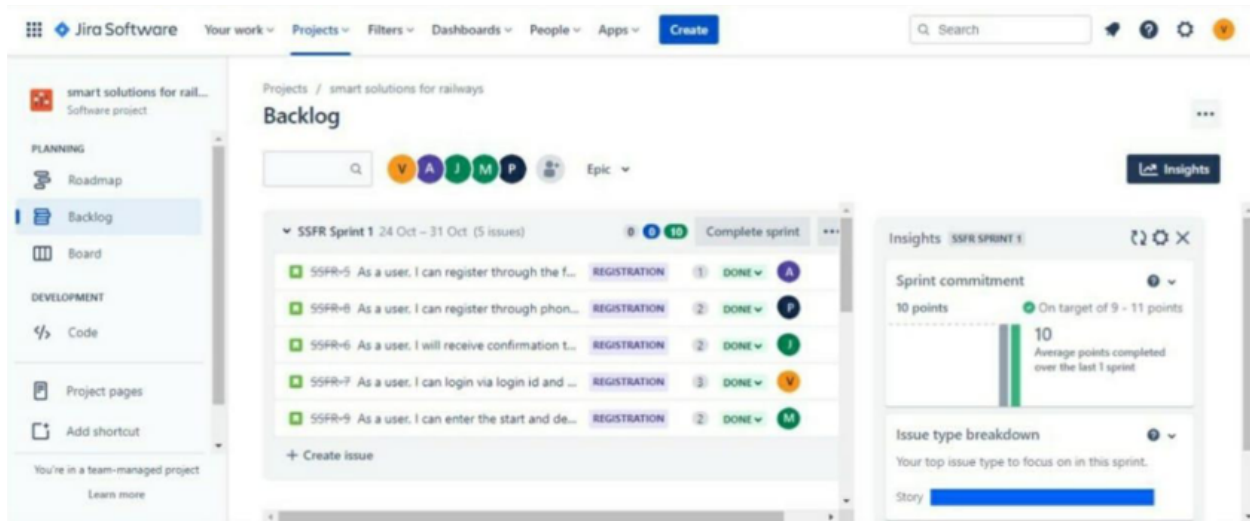 Jira Software Your work Projects Filters Dashboards People Apps Create Search V
smart solutions for rail...
Software project
PLANNING
Roadmap
Backlog
Board
DEVELOPMENT
Code
Project pages
Add shortcut
You're in a team-managed project
Learn more
Projects / smart solutions for railways
Backlog
V A J M P Epic
Insights
SSFR Sprint 1 24 Oct – 31 Oct (5 issues) 0 0 10 Complete sprint
SSFR-5 As a user, I can register through the f... REGISTRATION 1 DONE A
SSFR-8 As a user, I can register through phon... REGISTRATION 2 DONE P
SSFR-6 As a user, I will receive confirmation t... REGISTRATION 2 DONE J
SSFR-7 As a user, I can login via login id and ... REGISTRATION 3 DONE V
SSFR-9 As a user, I can enter the start and de... REGISTRATION 2 DONE M
+ Create issue
Insights SSFR SPRINT 1
Sprint commitment
10 points On target of 9 - 11 points
10
Average points completed
over the last 1 sprint
Issue type breakdown
Your top issue type to focus on in this sprint.
Story